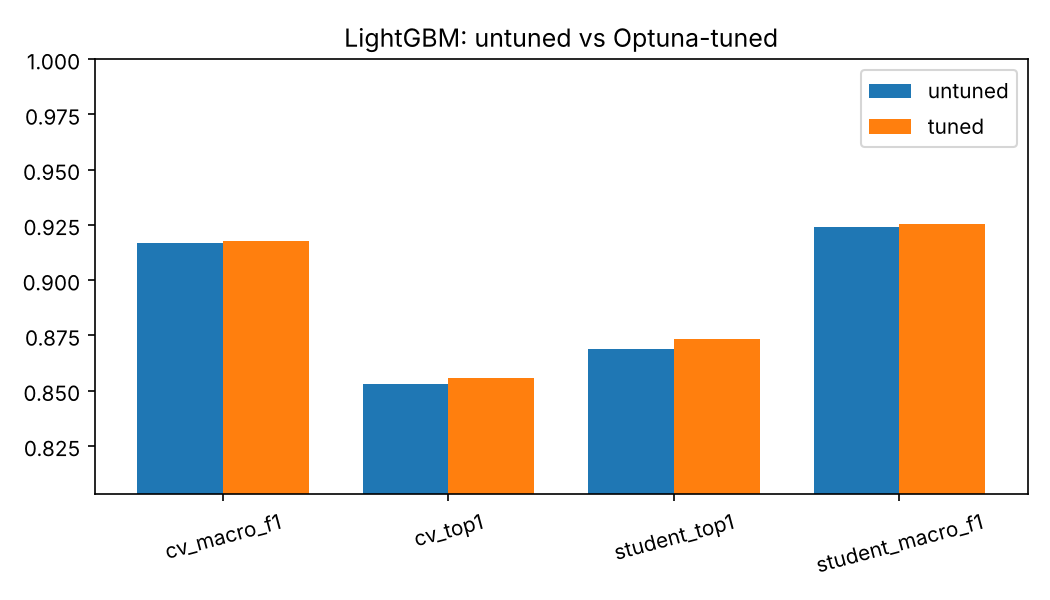 LightGBM: untuned vs Optuna-tuned
1.000
0.975
0.950
0.925
0.900
0.875
0.850
0.825
untuned
tuned
cv_macro_f1
cv_top1
student_top1
student_macro_f1